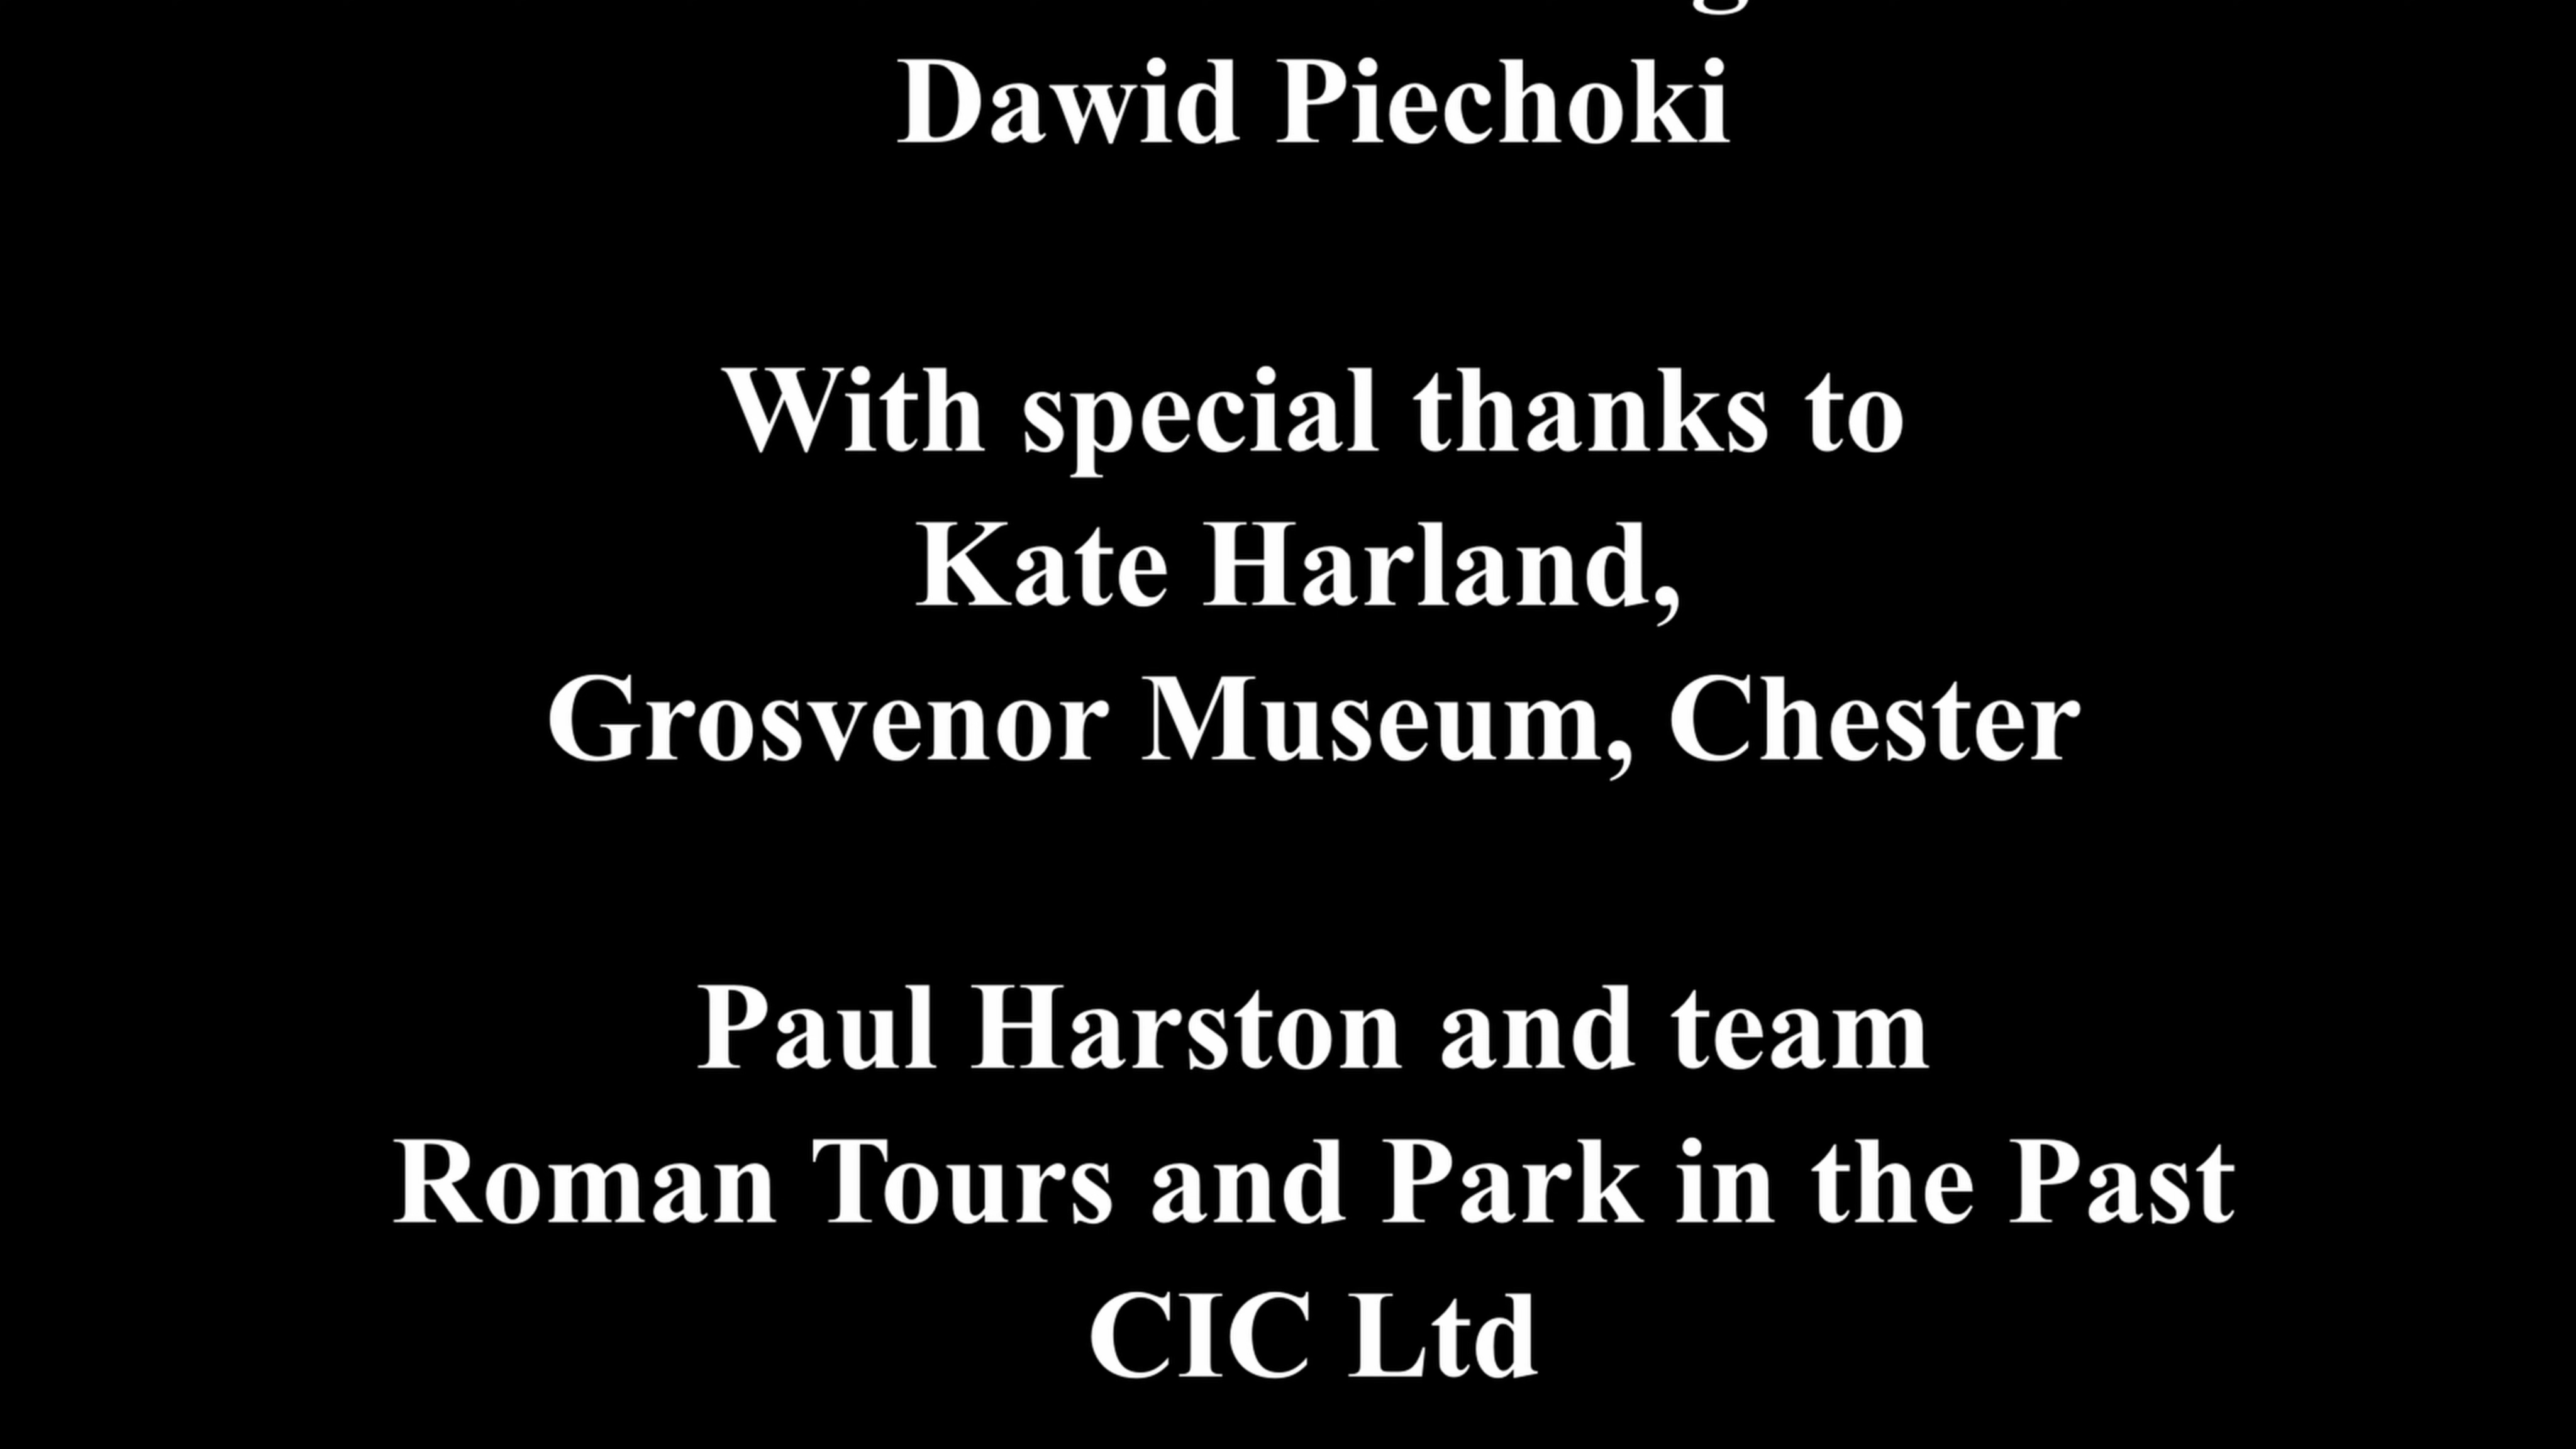 Dawid Piechoki
With special thanks to
Kate Harland,
Grosvenor Museum, Chester
Paul Harston and team
Roman Tours and Park in the Past
CIC Ltd